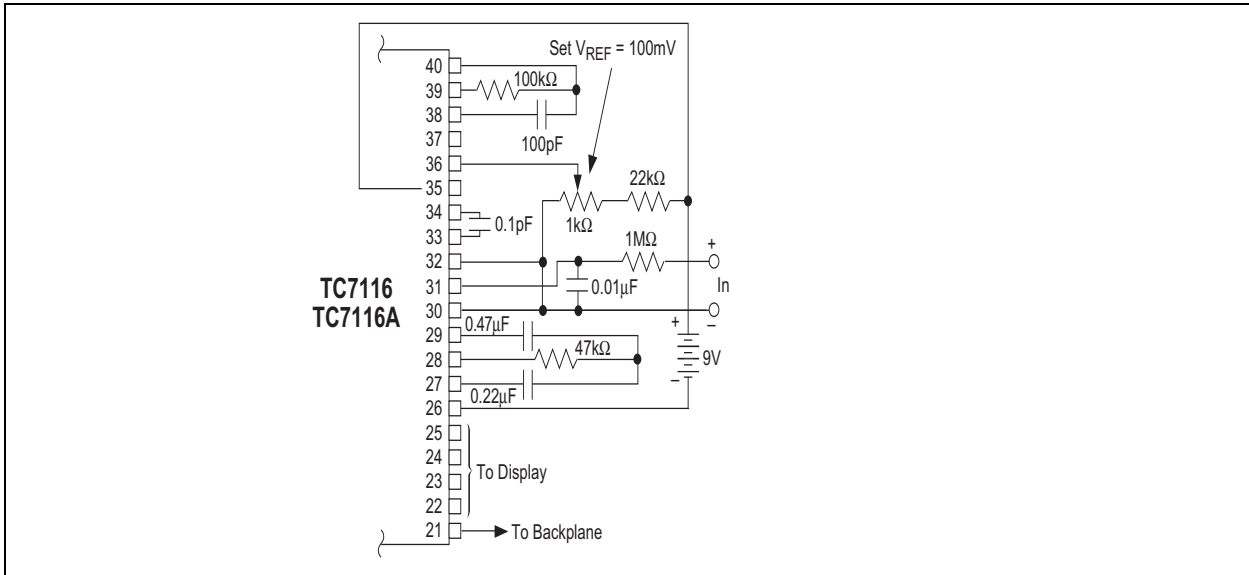 Set VREF = 100mV
40
100kΩ
39
38
100pF
37
36
22kΩ
35
1kΩ
34
0.1pF
33
1MΩ
+
32
31
0.01μF
In
TC7116
TC7116A
30
–
29
0.47μF
+
28
47kΩ
9V
27
–
0.22μF
26
25
24
To Display
23
22
21
To Backplane